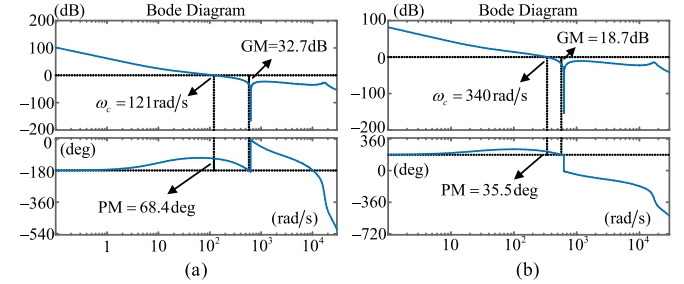 (dB) Bode Diagram
200
100
0
−100
−200
GM=32.7dB
ω_c = 121rad/s
0
−180
−360
−540
(deg)
PM = 68.4deg
(rad/s)
1 10 10^2 10^3 10^4
(a)
(dB) Bode Diagram
100
0
−100
−200
GM = 18.7dB
ω_c = 340rad/s
360
0
−360
−720
(deg)
PM = 35.5deg
(rad/s)
10 10^2 10^3 10^4
(b)